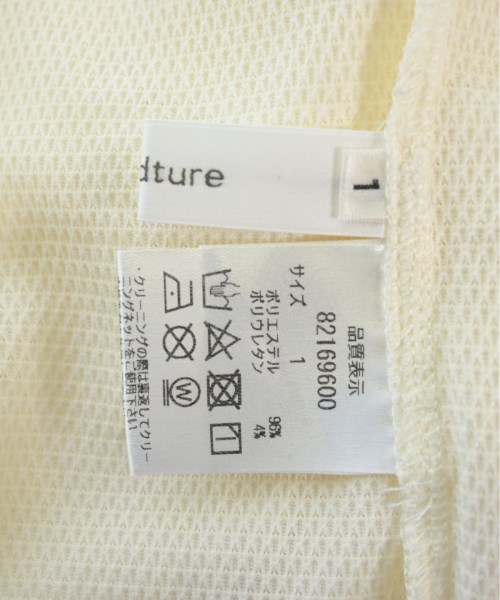 dture
1
品質表示
82169600
サイズ 1
ポリエステル 96%
ポリウレタン 4%
W
・クリーニングの際は裏返してクリー
ニングネットをご使用下さい